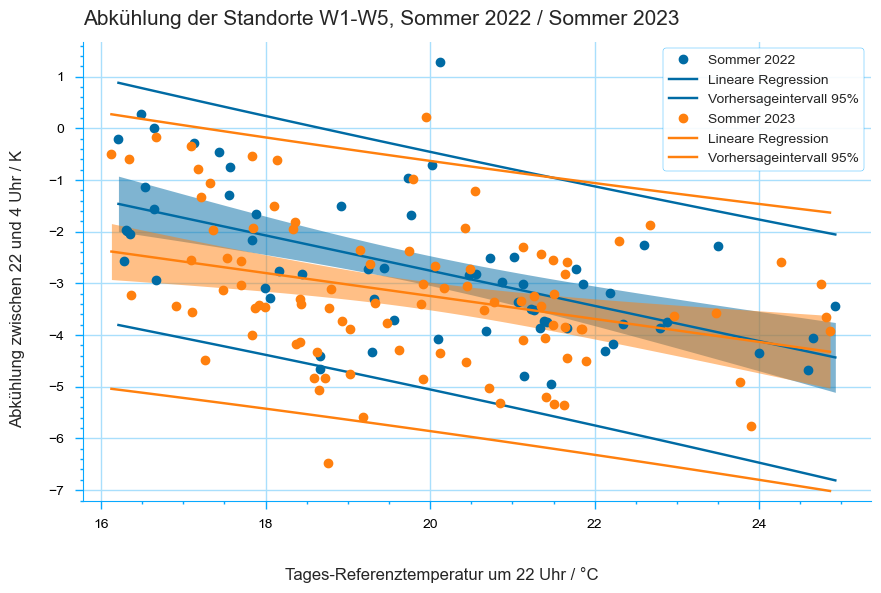 Abkühlung der Standorte W1-W5, Sommer 2022 / Sommer 2023
Sommer 2022
Lineare Regression
Vorhersageintervall 95%
Sommer 2023
Lineare Regression
Vorhersageintervall 95%
Abkühlung zwischen 22 und 4 Uhr / K
1
0
−1
−2
−3
−4
−5
−6
−7
16 18 20 22 24
Tages-Referenztemperatur um 22 Uhr / °C